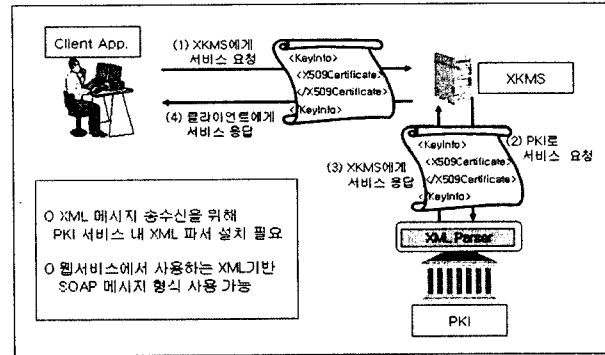 Client App.
(1) XKMS에게
서비스 요청
<KeyInfo>
<X509Certificate>
</X509Certificate>
<KeyInfo>
(4) 클라이언트에게
서비스 응답
XKMS
(2) PKI로
서비스 요청
<KeyInfo>
<X509Certificate>
</X509Certificate>
<KeyInfo>
(3) XKMS에게
서비스 응답
XML Parser
PKI
O XML 메시지 송수신을 위해
PKI 서비스 내 XML 파서 설치 필요
O 웹서비스에서 사용하는 XML기반
SOAP 메시지 형식 사용 가능